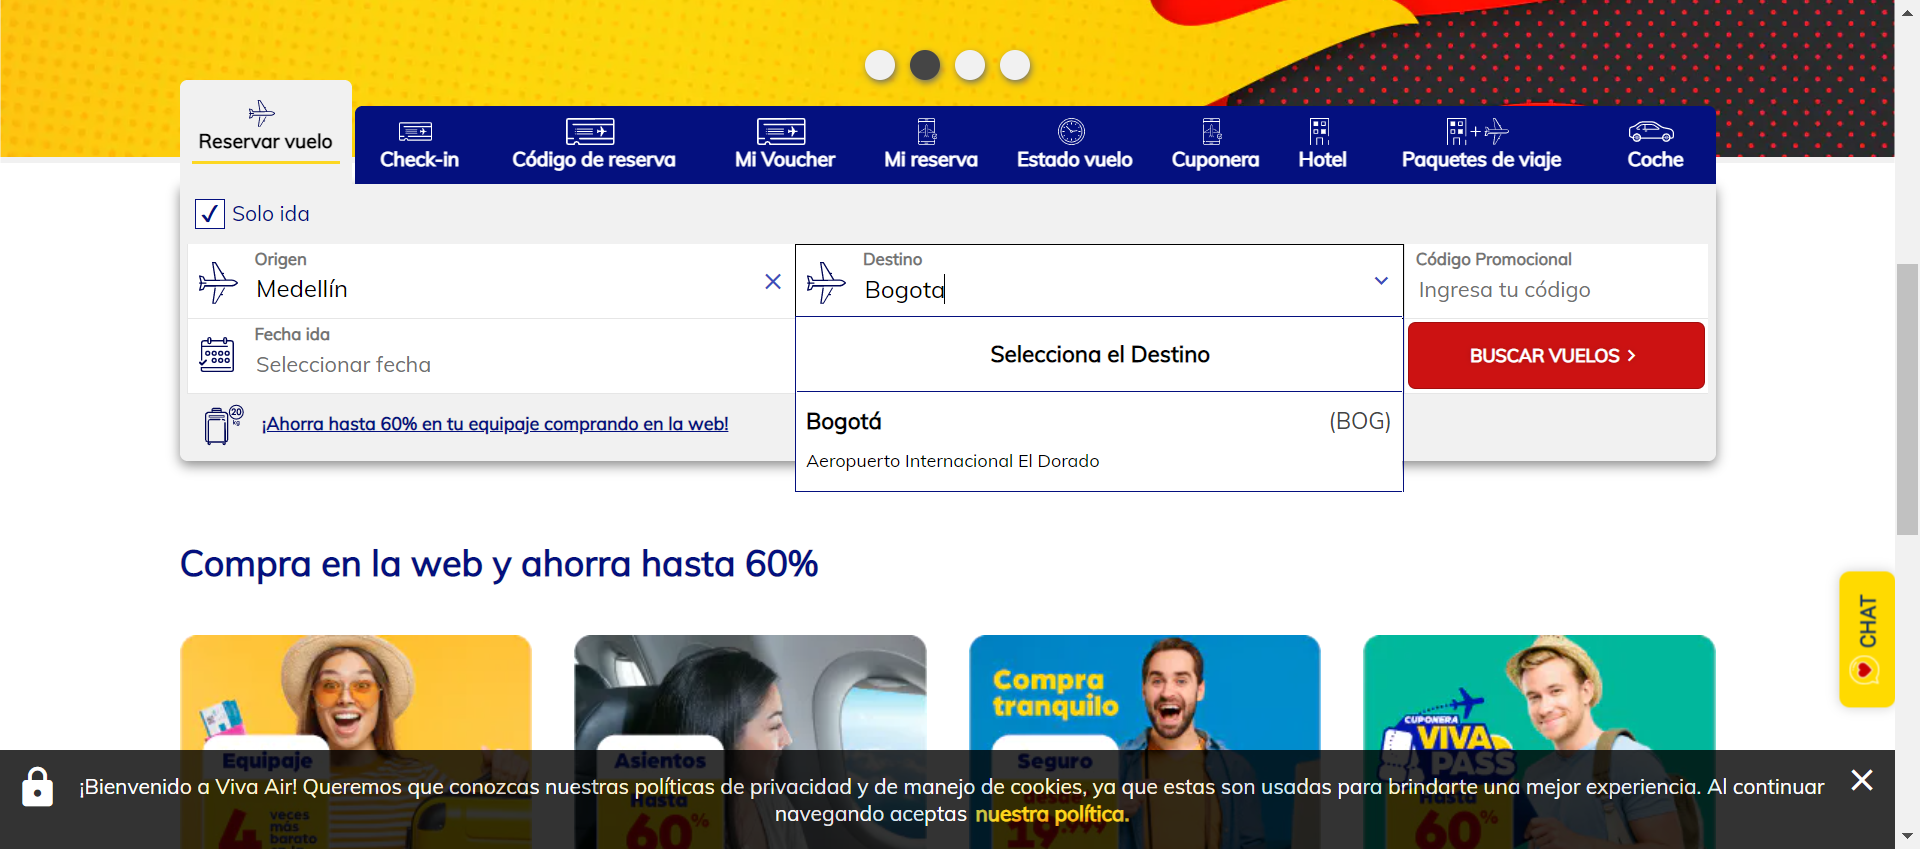 Reservar vuelo
Check-in
Código de reserva
Mi Voucher
Mi reserva
Estado vuelo
Cuponera
Hotel
Paquetes de viaje
Coche
Solo ida
Origen
Medellín
Destino
Bogota
Código Promocional
Ingresa tu código
Fecha ida
Seleccionar fecha
Selecciona el Destino
BUSCAR VUELOS
Bogotá (BOG)
Aeropuerto Internacional El Dorado
20
kg
¡Ahorra hasta 60% en tu equipaje comprando en la web!
Compra en la web y ahorra hasta 60%
CHAT
Compra
tranquilo
CUPONERA
VIVA
PASS
Equipaje
Asientos
Seguro
4 veces
más
barato
Hasta
60%
desde
19.999
Hasta
60%
¡Bienvenido a Viva Air! Queremos que conozcas nuestras políticas de privacidad y de manejo de cookies, ya que estas son usadas para brindarte una mejor experiencia. Al continuar
navegando aceptas nuestra política.